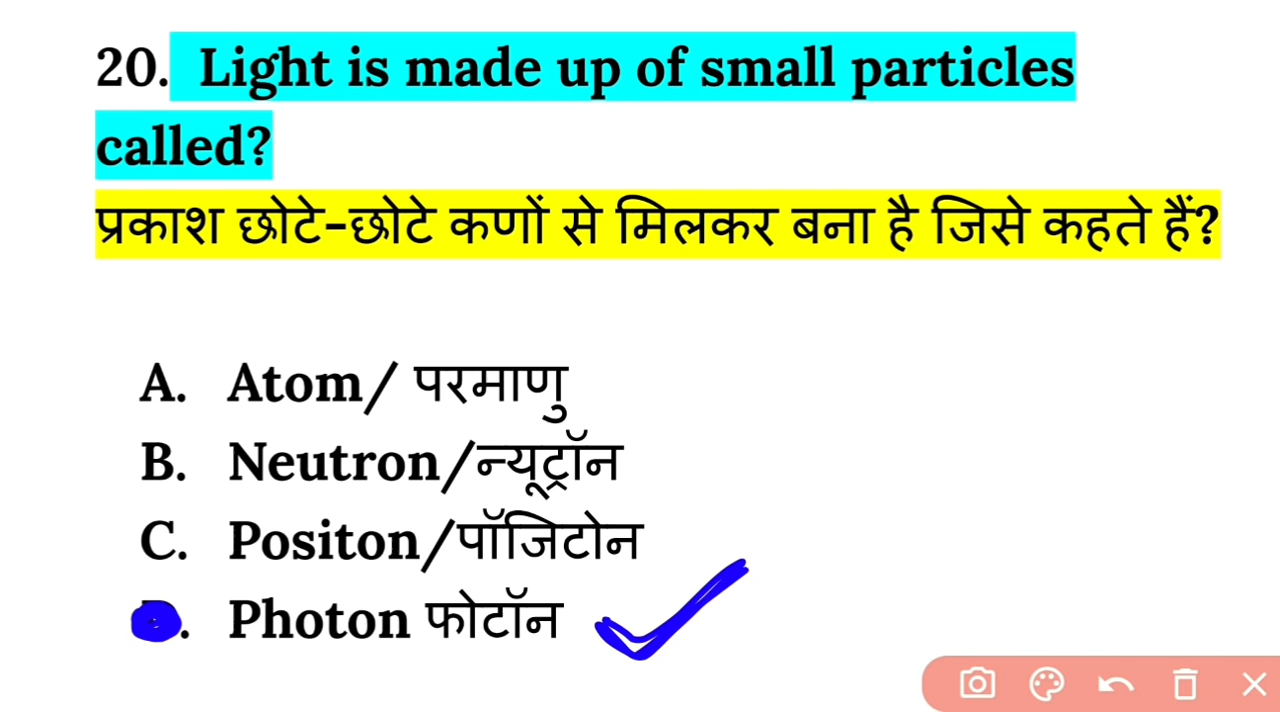 20. Light is made up of small particles
called?
प्रकाश छोटे-छोटे कणों से मिलकर बना है जिसे कहते हैं?
A. Atom/ परमाणु
B. Neutron/न्यूट्रॉन
C. Positon/पॉजिटोन
. Photon फोटॉन